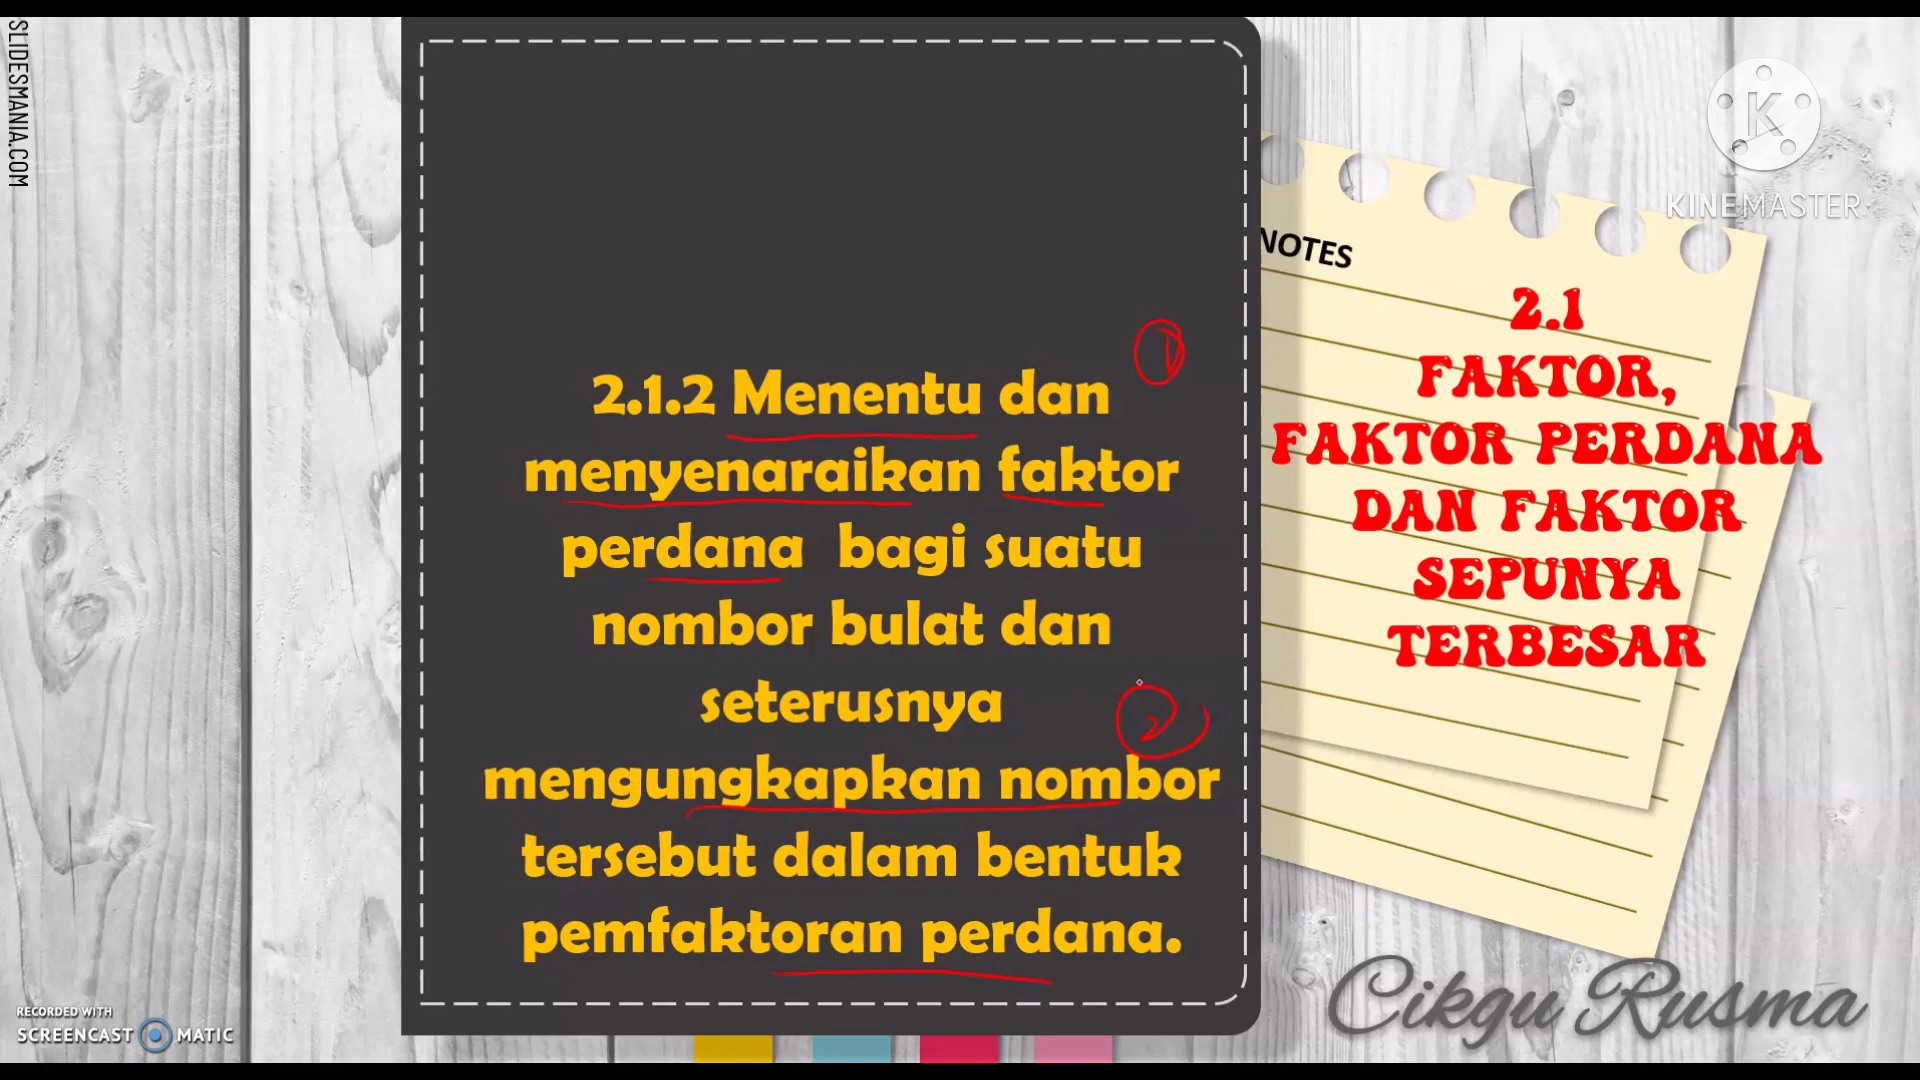 SLIDESMANIA.COM
2.1.2 Menentu dan
menyenaraikan faktor
perdana bagi suatu
nombor bulat dan
seterusnya
mengungkapkan nombor
tersebut dalam bentuk
pemfaktoran perdana.
1
2
NOTES
2.1
FAKTOR,
FAKTOR PERDANA
DAN FAKTOR
SEPUNYA
TERBESAR
K
KINEMASTER
Cikgu Rusma
RECORDED WITH
SCREENCAST MATIC